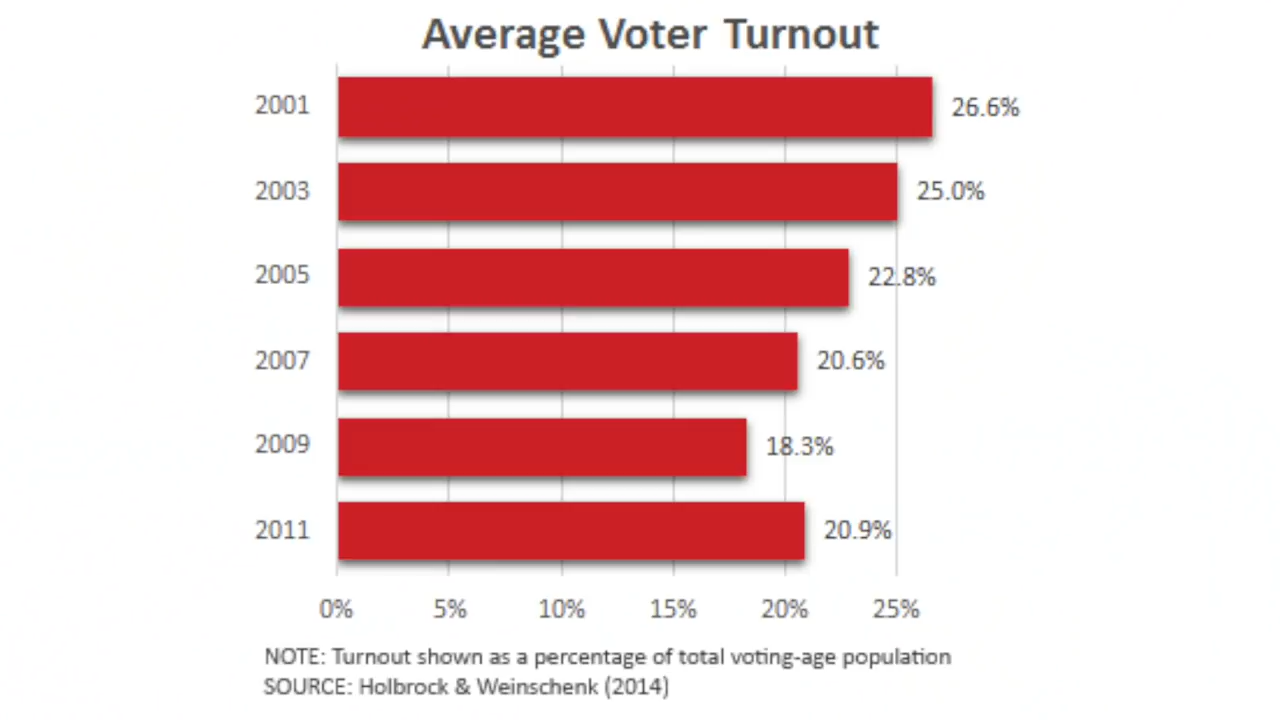 Average Voter Turnout
2001 26.6%
2003 25.0%
2005 22.8%
2007 20.6%
2009 18.3%
2011 20.9%
0% 5% 10% 15% 20% 25%
NOTE: Turnout shown as a percentage of total voting-age population
SOURCE: Holbrock & Weinschenk (2014)